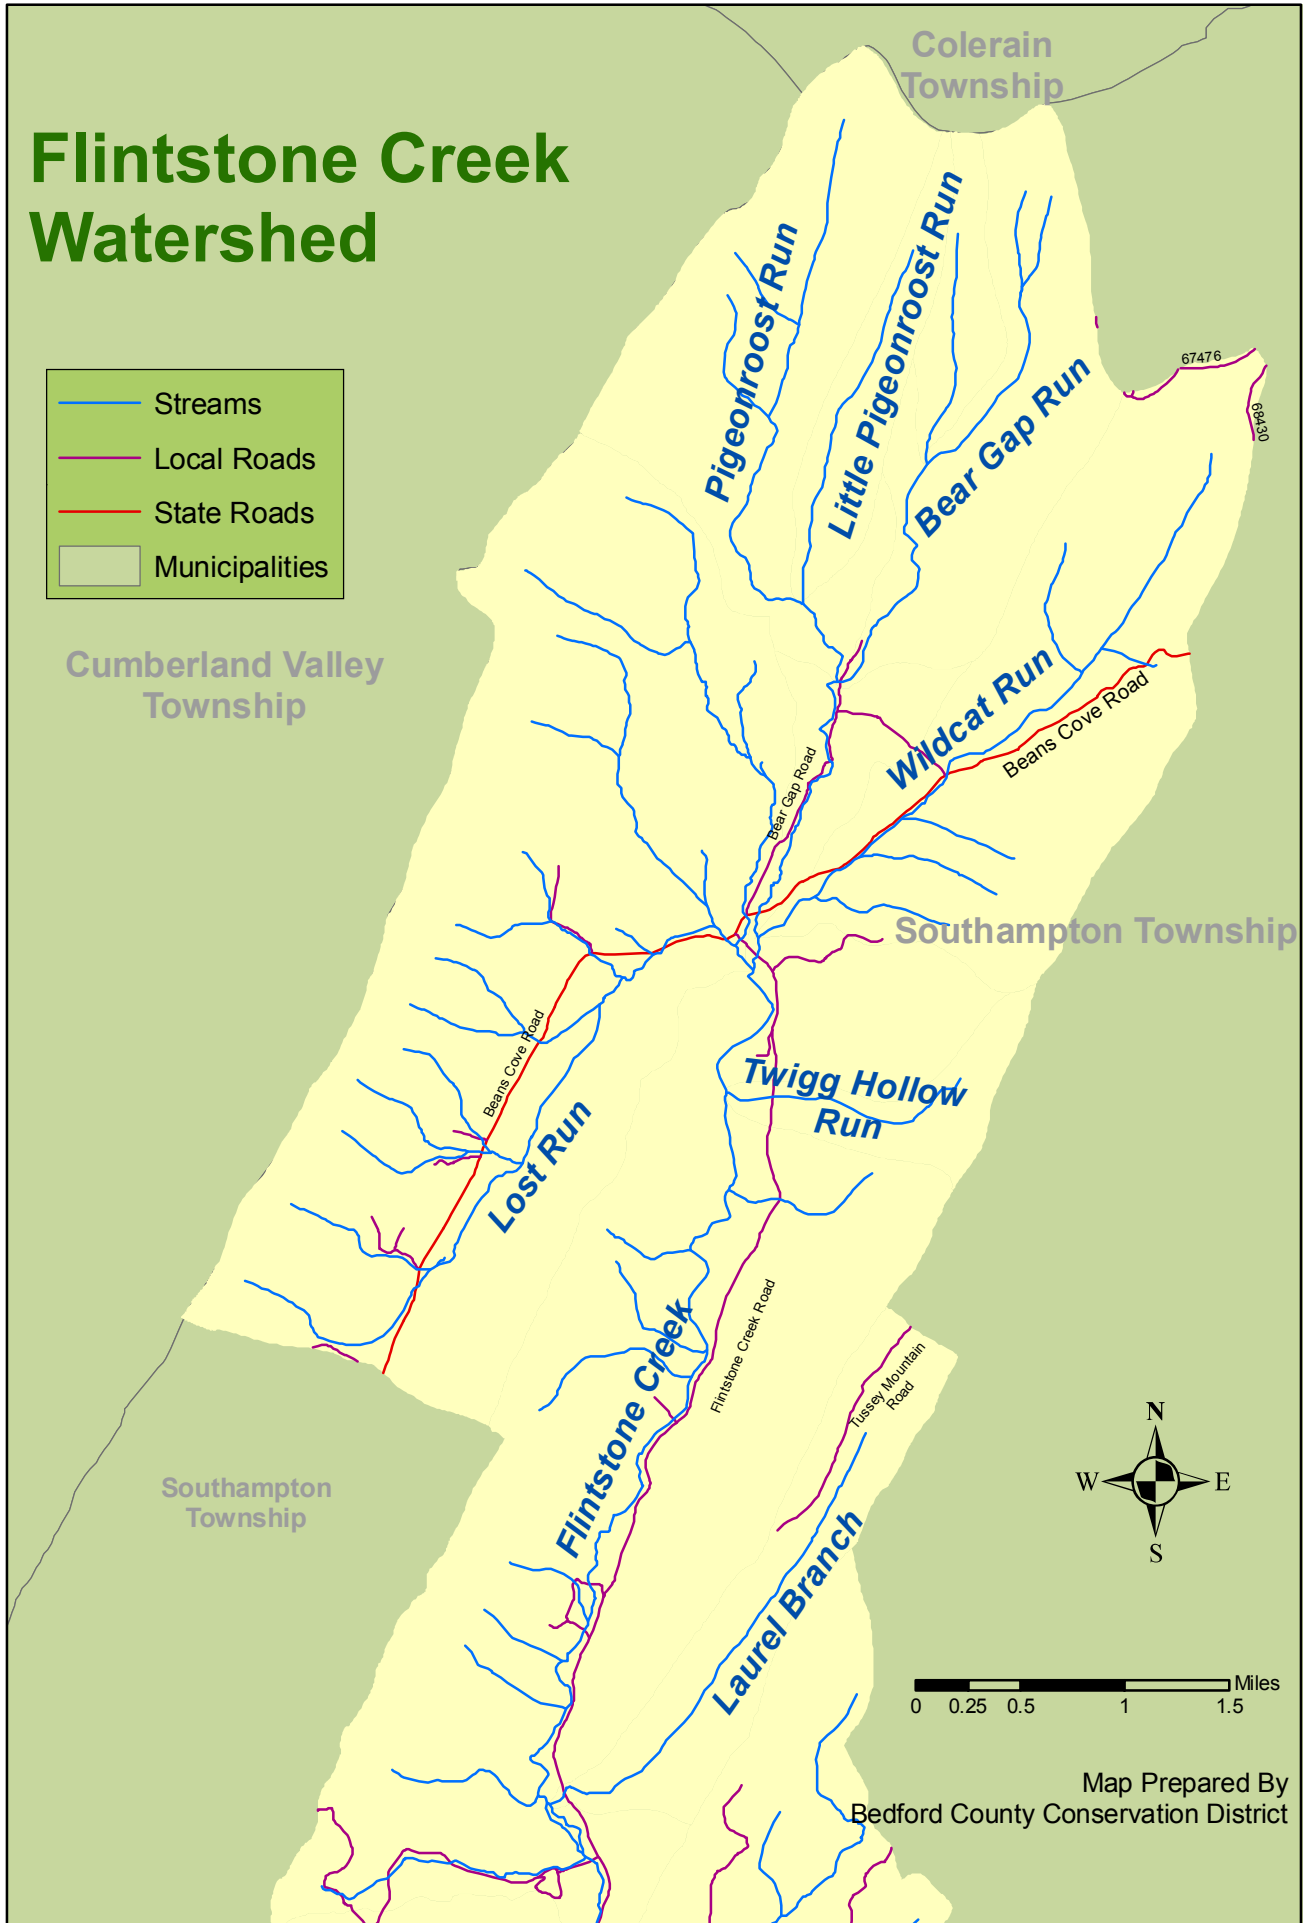 Colerain
Township
Flintstone Creek
Watershed
Pigeonroost Run
Little Pigeonroost Run
Bear Gap Run
67476
68430
Streams
Local Roads
State Roads
Municipalities
Cumberland Valley
Township
Wildcat Run
Beans Cove Road
Bear Gap Road
Southampton Township
Beans Cove Road
Twigg Hollow
Run
Lost Run
Flintstone Creek
Flintstone Creek Road
Tussey Mountain
Road
Southampton
Township
N
W
E
S
Laurel Branch
Miles
0 0.25 0.5 1 1.5
Map Prepared By
Bedford County Conservation District